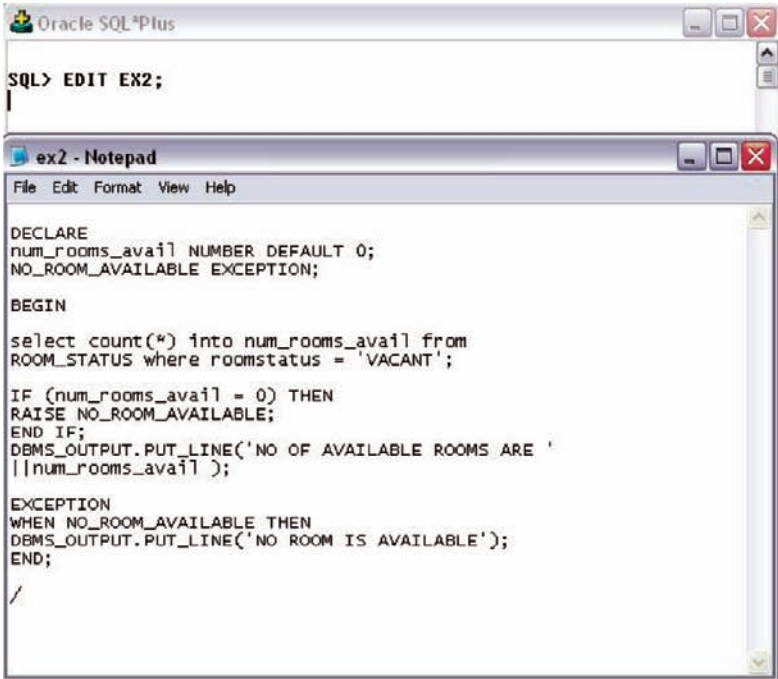 Oracle SQL*Plus
SQL> EDIT EX2;
ex2 - Notepad
File Edit Format View Help
DECLARE
num_rooms_avail NUMBER DEFAULT 0;
NO_ROOM_AVAILABLE EXCEPTION;
BEGIN
select count(*) into num_rooms_avail from
ROOM_STATUS where roomstatus = 'VACANT';
IF (num_rooms_avail = 0) THEN
RAISE NO_ROOM_AVAILABLE;
END IF;
DBMS_OUTPUT.PUT_LINE('NO OF AVAILABLE ROOMS ARE '
||num_rooms_avail );
EXCEPTION
WHEN NO_ROOM_AVAILABLE THEN
DBMS_OUTPUT.PUT_LINE('NO ROOM IS AVAILABLE');
END;
/